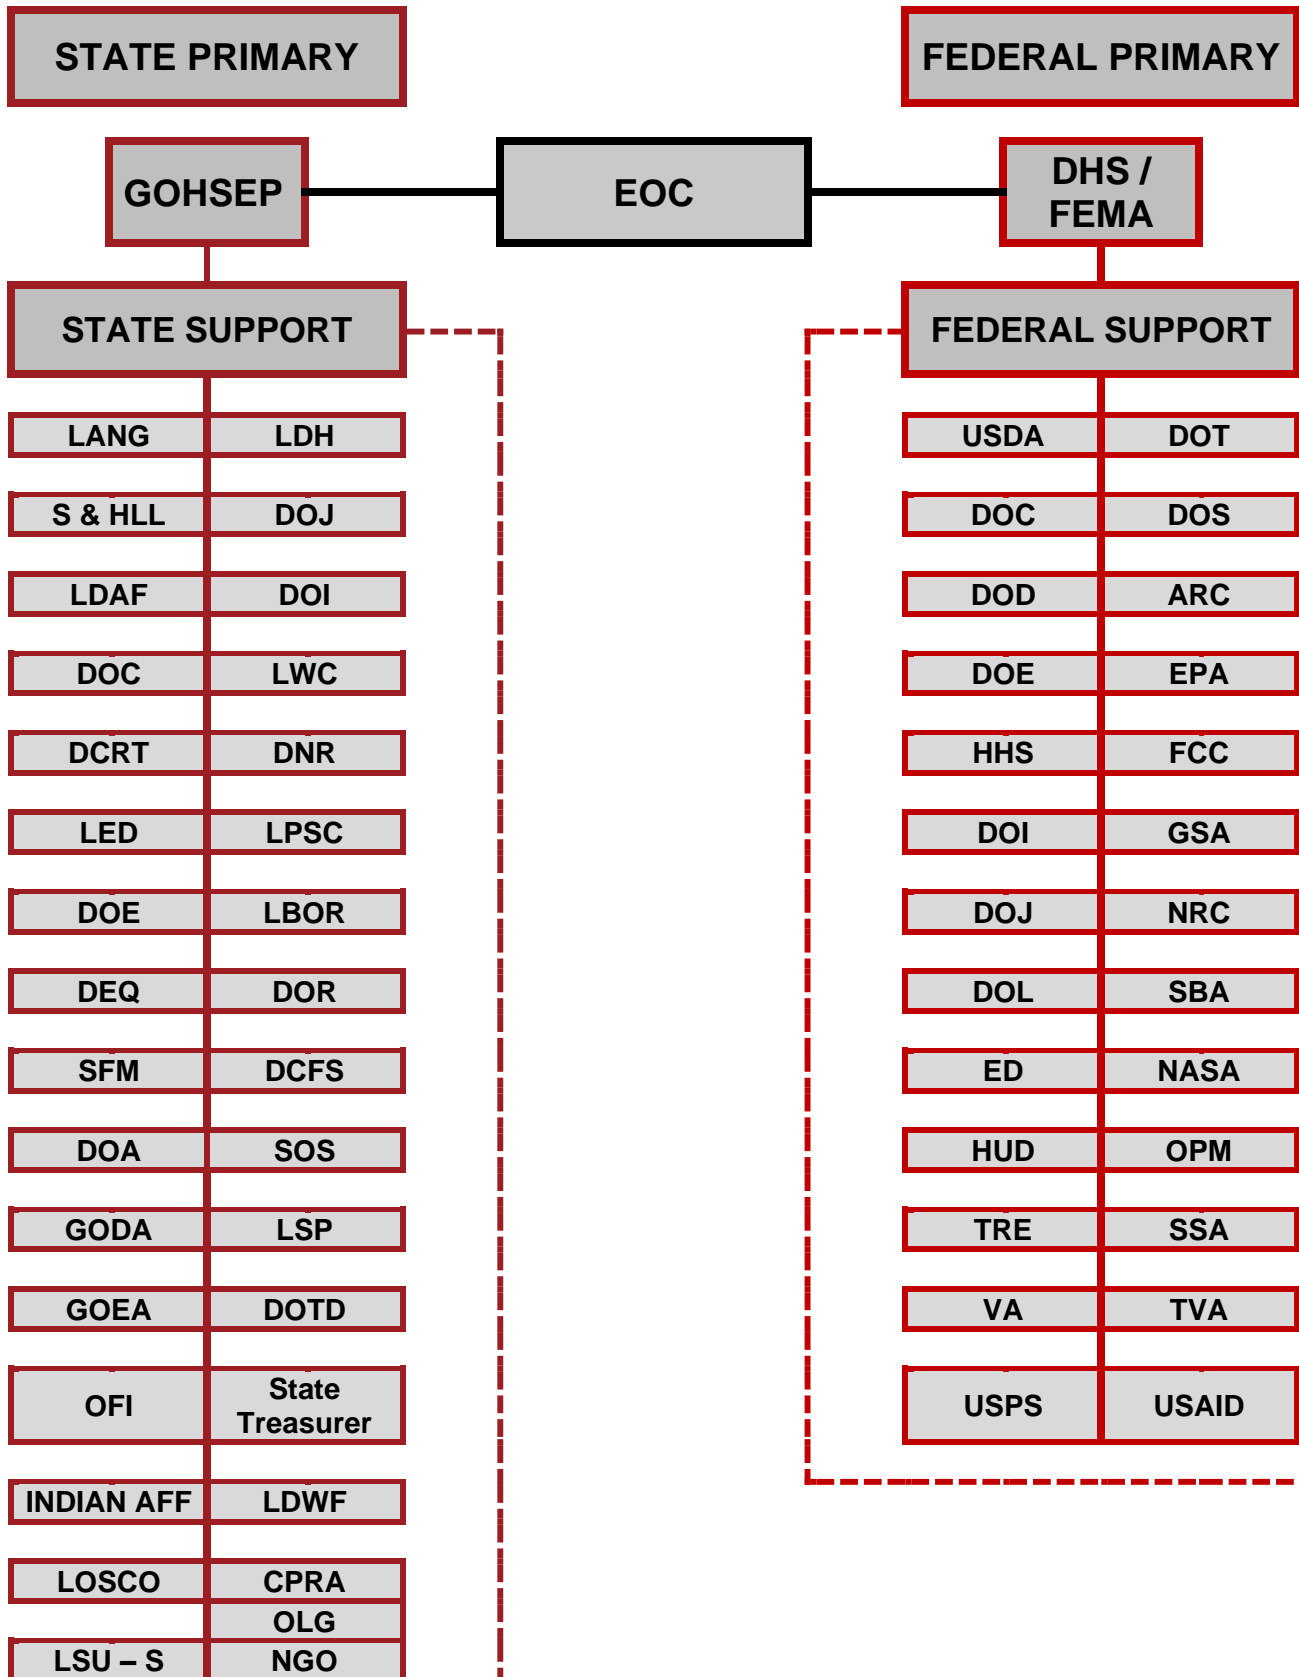 STATE PRIMARY
FEDERAL PRIMARY
GOHSEP
EOC
DHS /
FEMA
STATE SUPPORT
FEDERAL SUPPORT
LANG
LDH
USDA
DOT
S & HLL
DOJ
DOC
DOS
LDAF
DOI
DOD
ARC
DOC
LWC
DOE
EPA
DCRT
DNR
HHS
FCC
LED
LPSC
DOI
GSA
DOE
LBOR
DOJ
NRC
DEQ
DOR
DOL
SBA
SFM
DCFS
ED
NASA
DOA
SOS
HUD
OPM
GODA
LSP
TRE
SSA
GOEA
DOTD
VA
TVA
OFI
State
Treasurer
USPS
USAID
INDIAN AFF
LDWF
LOSCO
CPRA
OLG
LSU – S
NGO